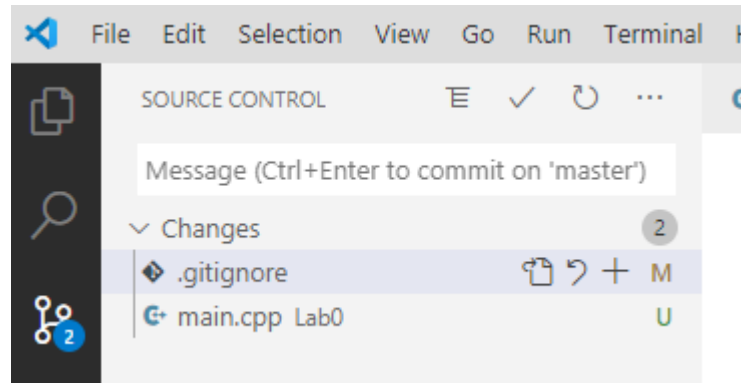 File Edit Selection View Go Run Terminal
SOURCE CONTROL
Message (Ctrl+Enter to commit on 'master')
Changes 2
.gitignore M
main.cpp Lab0 U
2